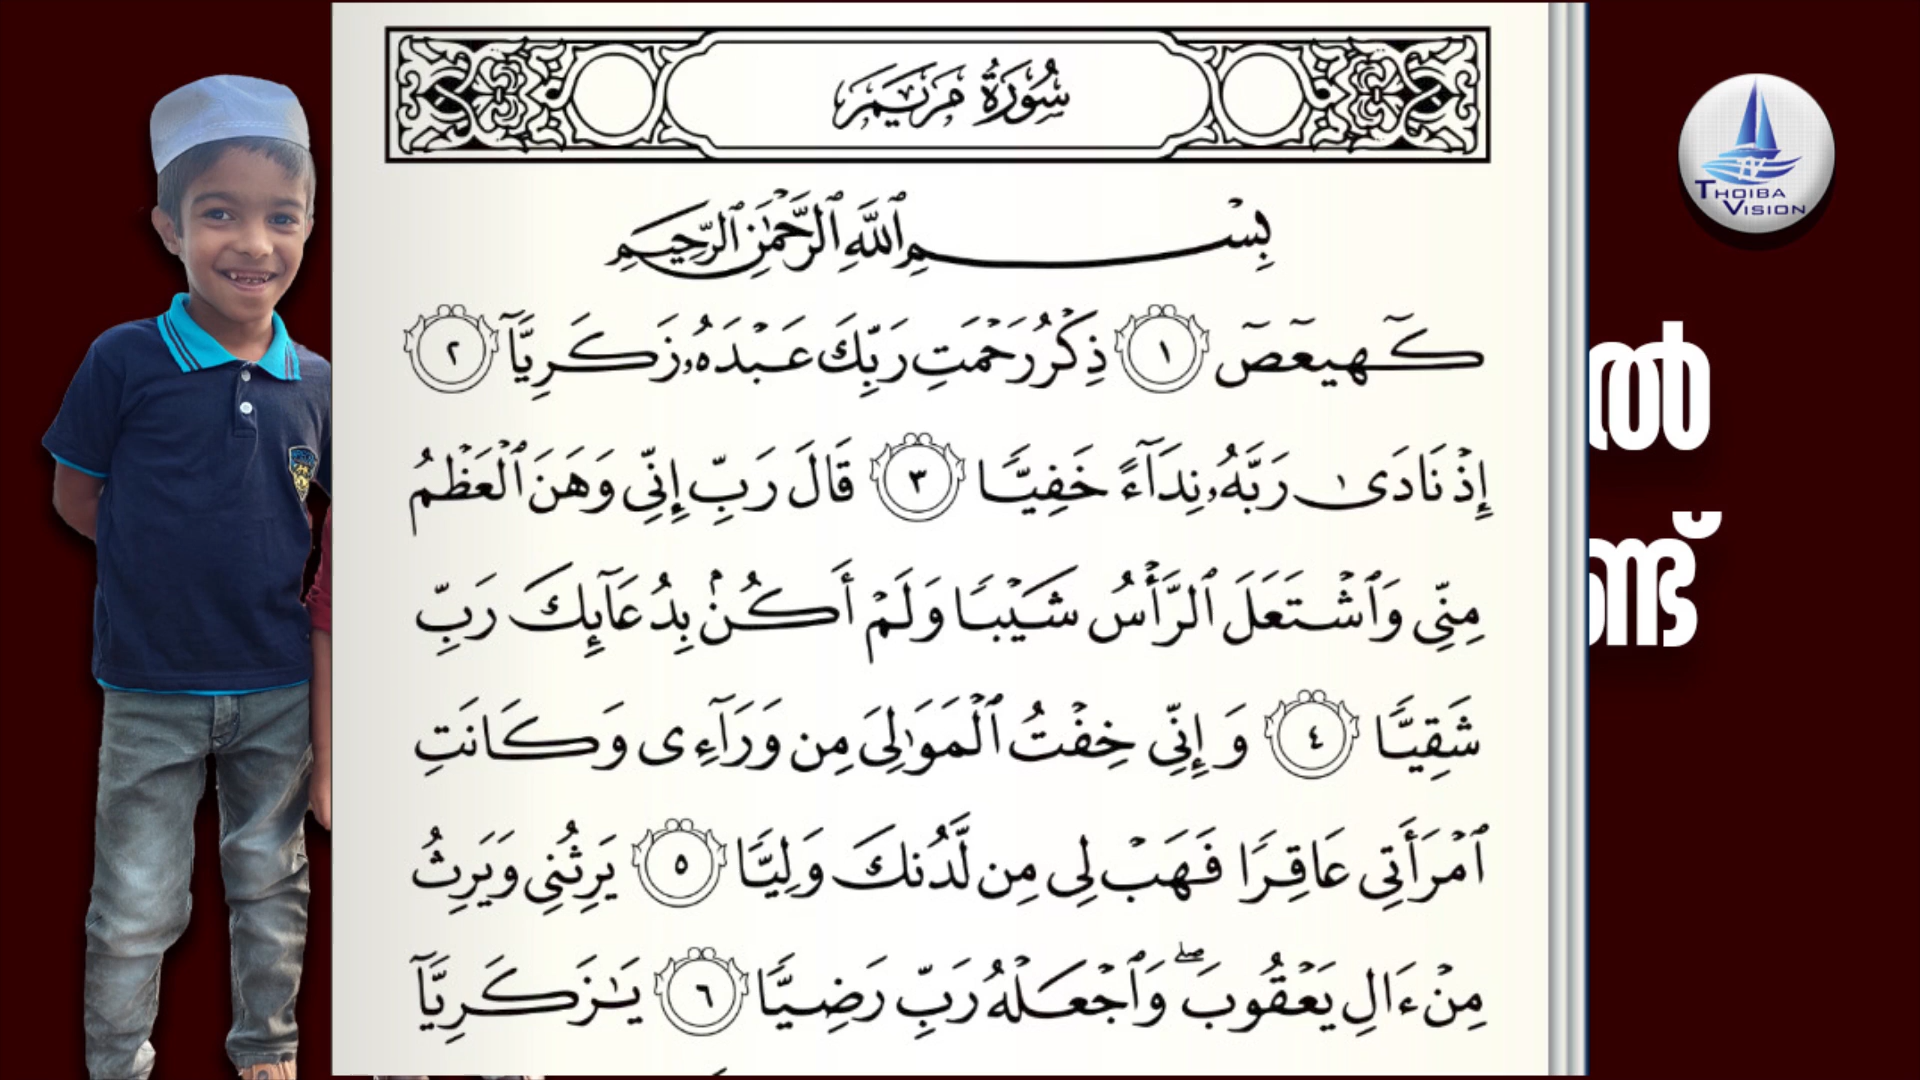 سُورَةُ مَرۡيَمَ
بِسۡمِ ٱللَّهِ ٱلرَّحۡمَٰنِ ٱلرَّحِيمِ
كٓهيعٓصٓ ١ ذِكۡرُ رَحۡمَتِ رَبِّكَ عَبۡدَهُۥ زَكَرِيَّآ ٢
إِذۡ نَادَىٰ رَبَّهُۥ نِدَآءً خَفِيّٗا ٣ قَالَ رَبِّ إِنِّي وَهَنَ ٱلۡعَظۡمُ
مِنِّي وَٱشۡتَعَلَ ٱلرَّأۡسُ شَيۡبٗا وَلَمۡ أَكُنۢ بِدُعَآئِكَ رَبِّ
شَقِيّٗا ٤ وَإِنِّي خِفۡتُ ٱلۡمَوَٰلِيَ مِن وَرَآءِي وَكَانَتِ
ٱمۡرَأَتِي عَاقِرٗا فَهَبۡ لِي مِن لَّدُنكَ وَلِيّٗا ٥ يَرِثُنِي وَيَرِثُ
مِنۡ ءَالِ يَعۡقُوبَۖ وَٱجۡعَلۡهُ رَبِّ رَضِيّٗا ٦ يَٰزَكَرِيَّآ
THOIBA
VISION
ൽ
ണ്ട്